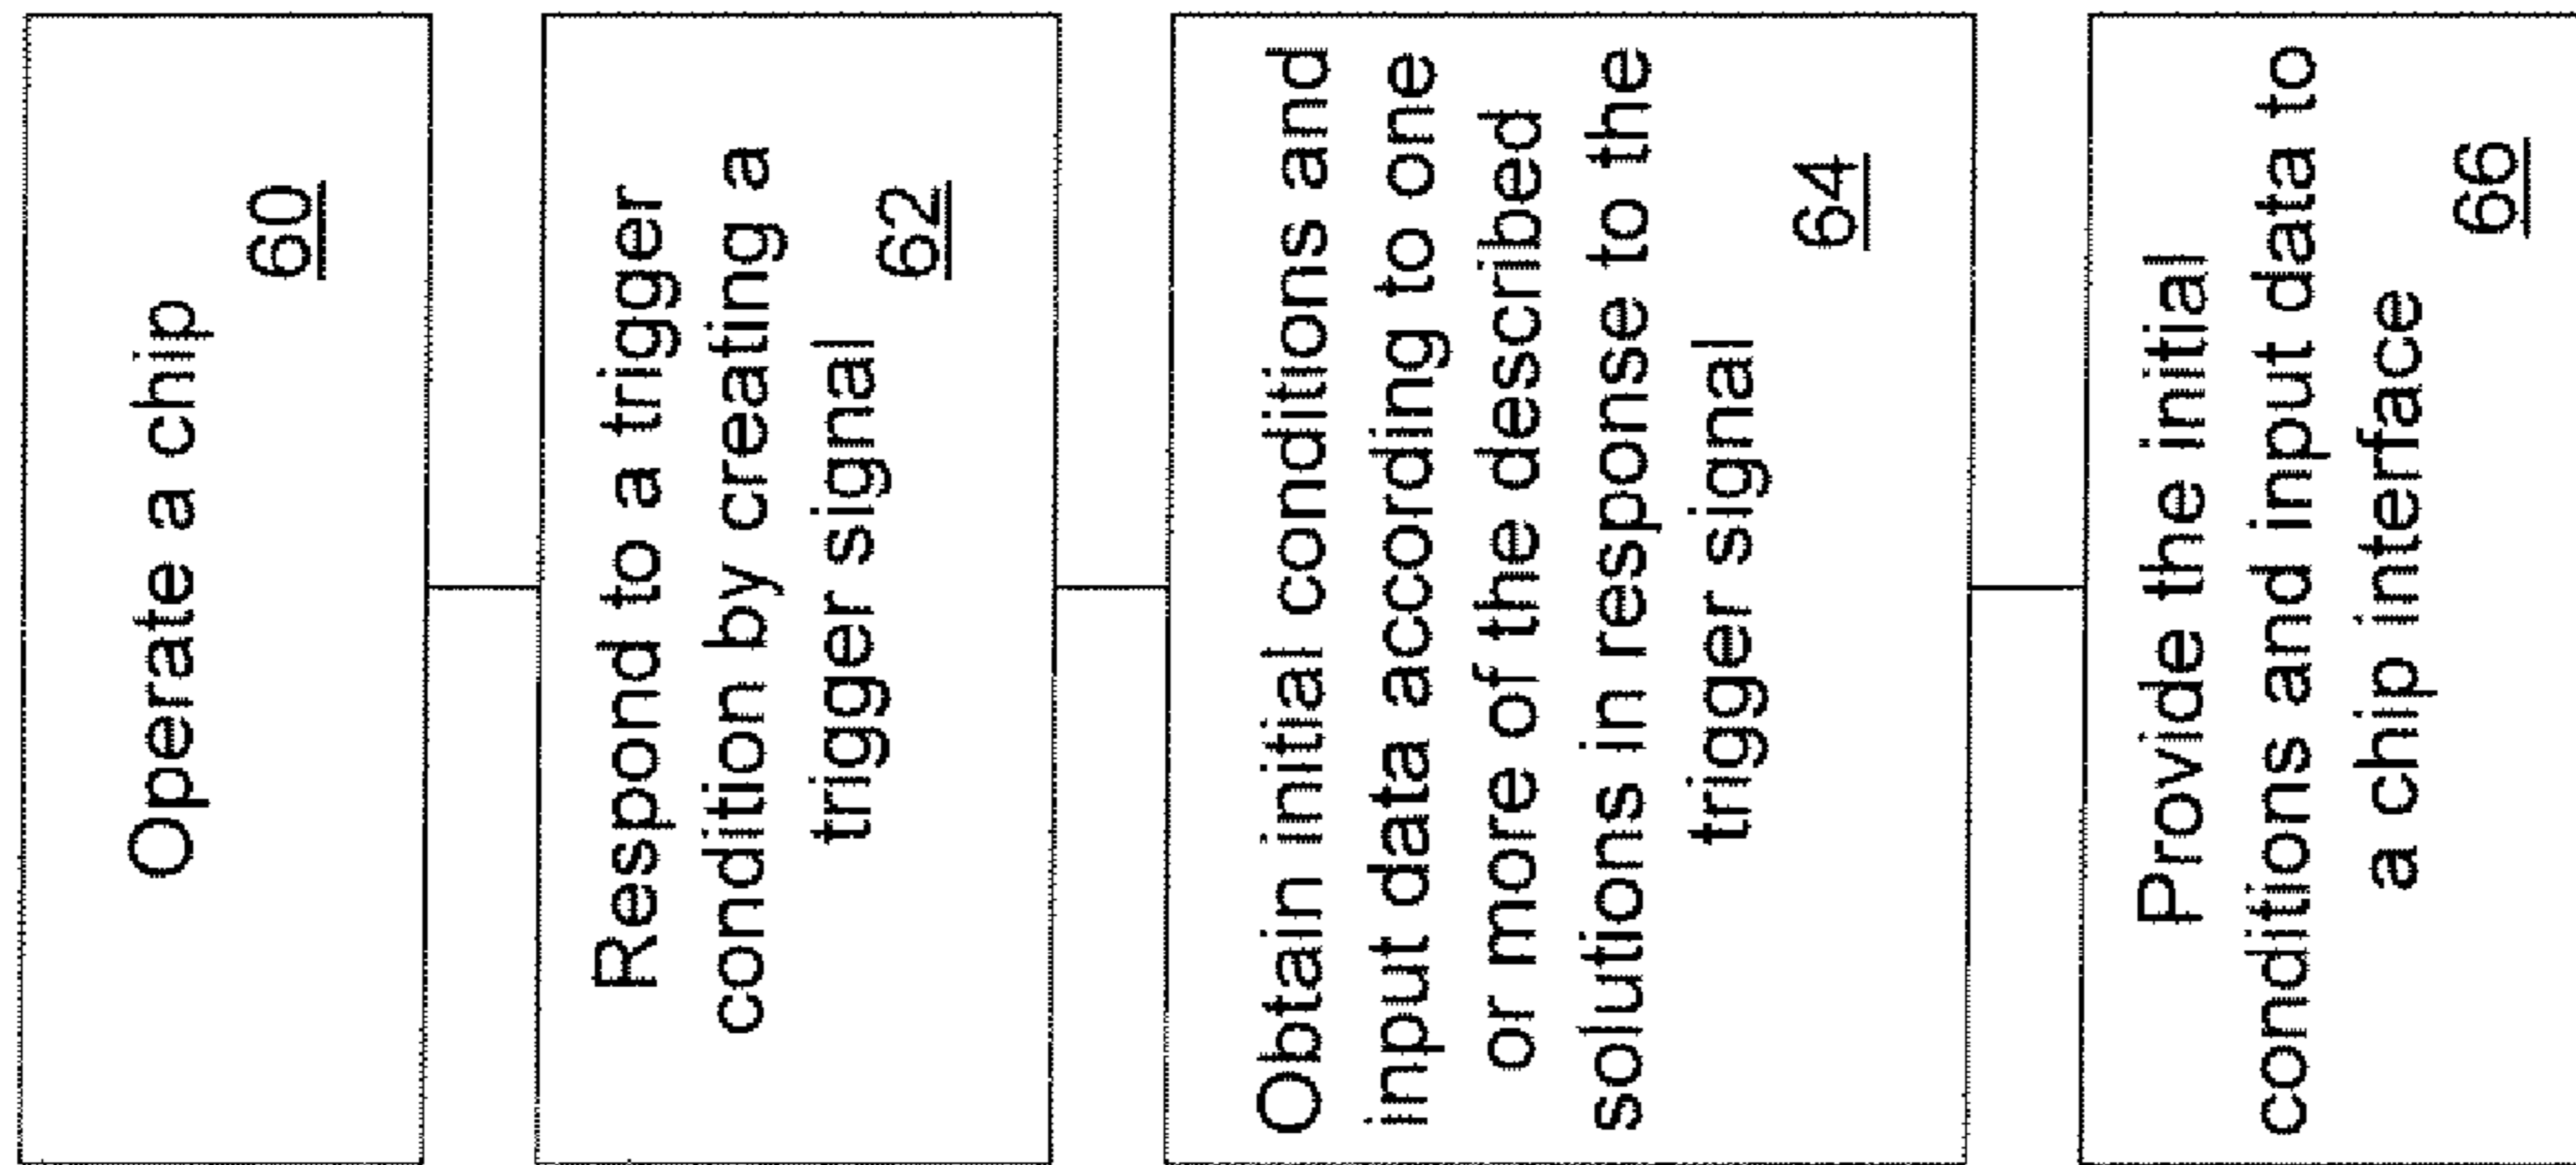 Operate a chip
60
Respond to a trigger
condition by creating a
trigger signal
62
Obtain initial conditions and
input data according to one
or more of the described
solutions in response to the
trigger signal
64
Provide the initial
conditions and input data to
a chip interface
66